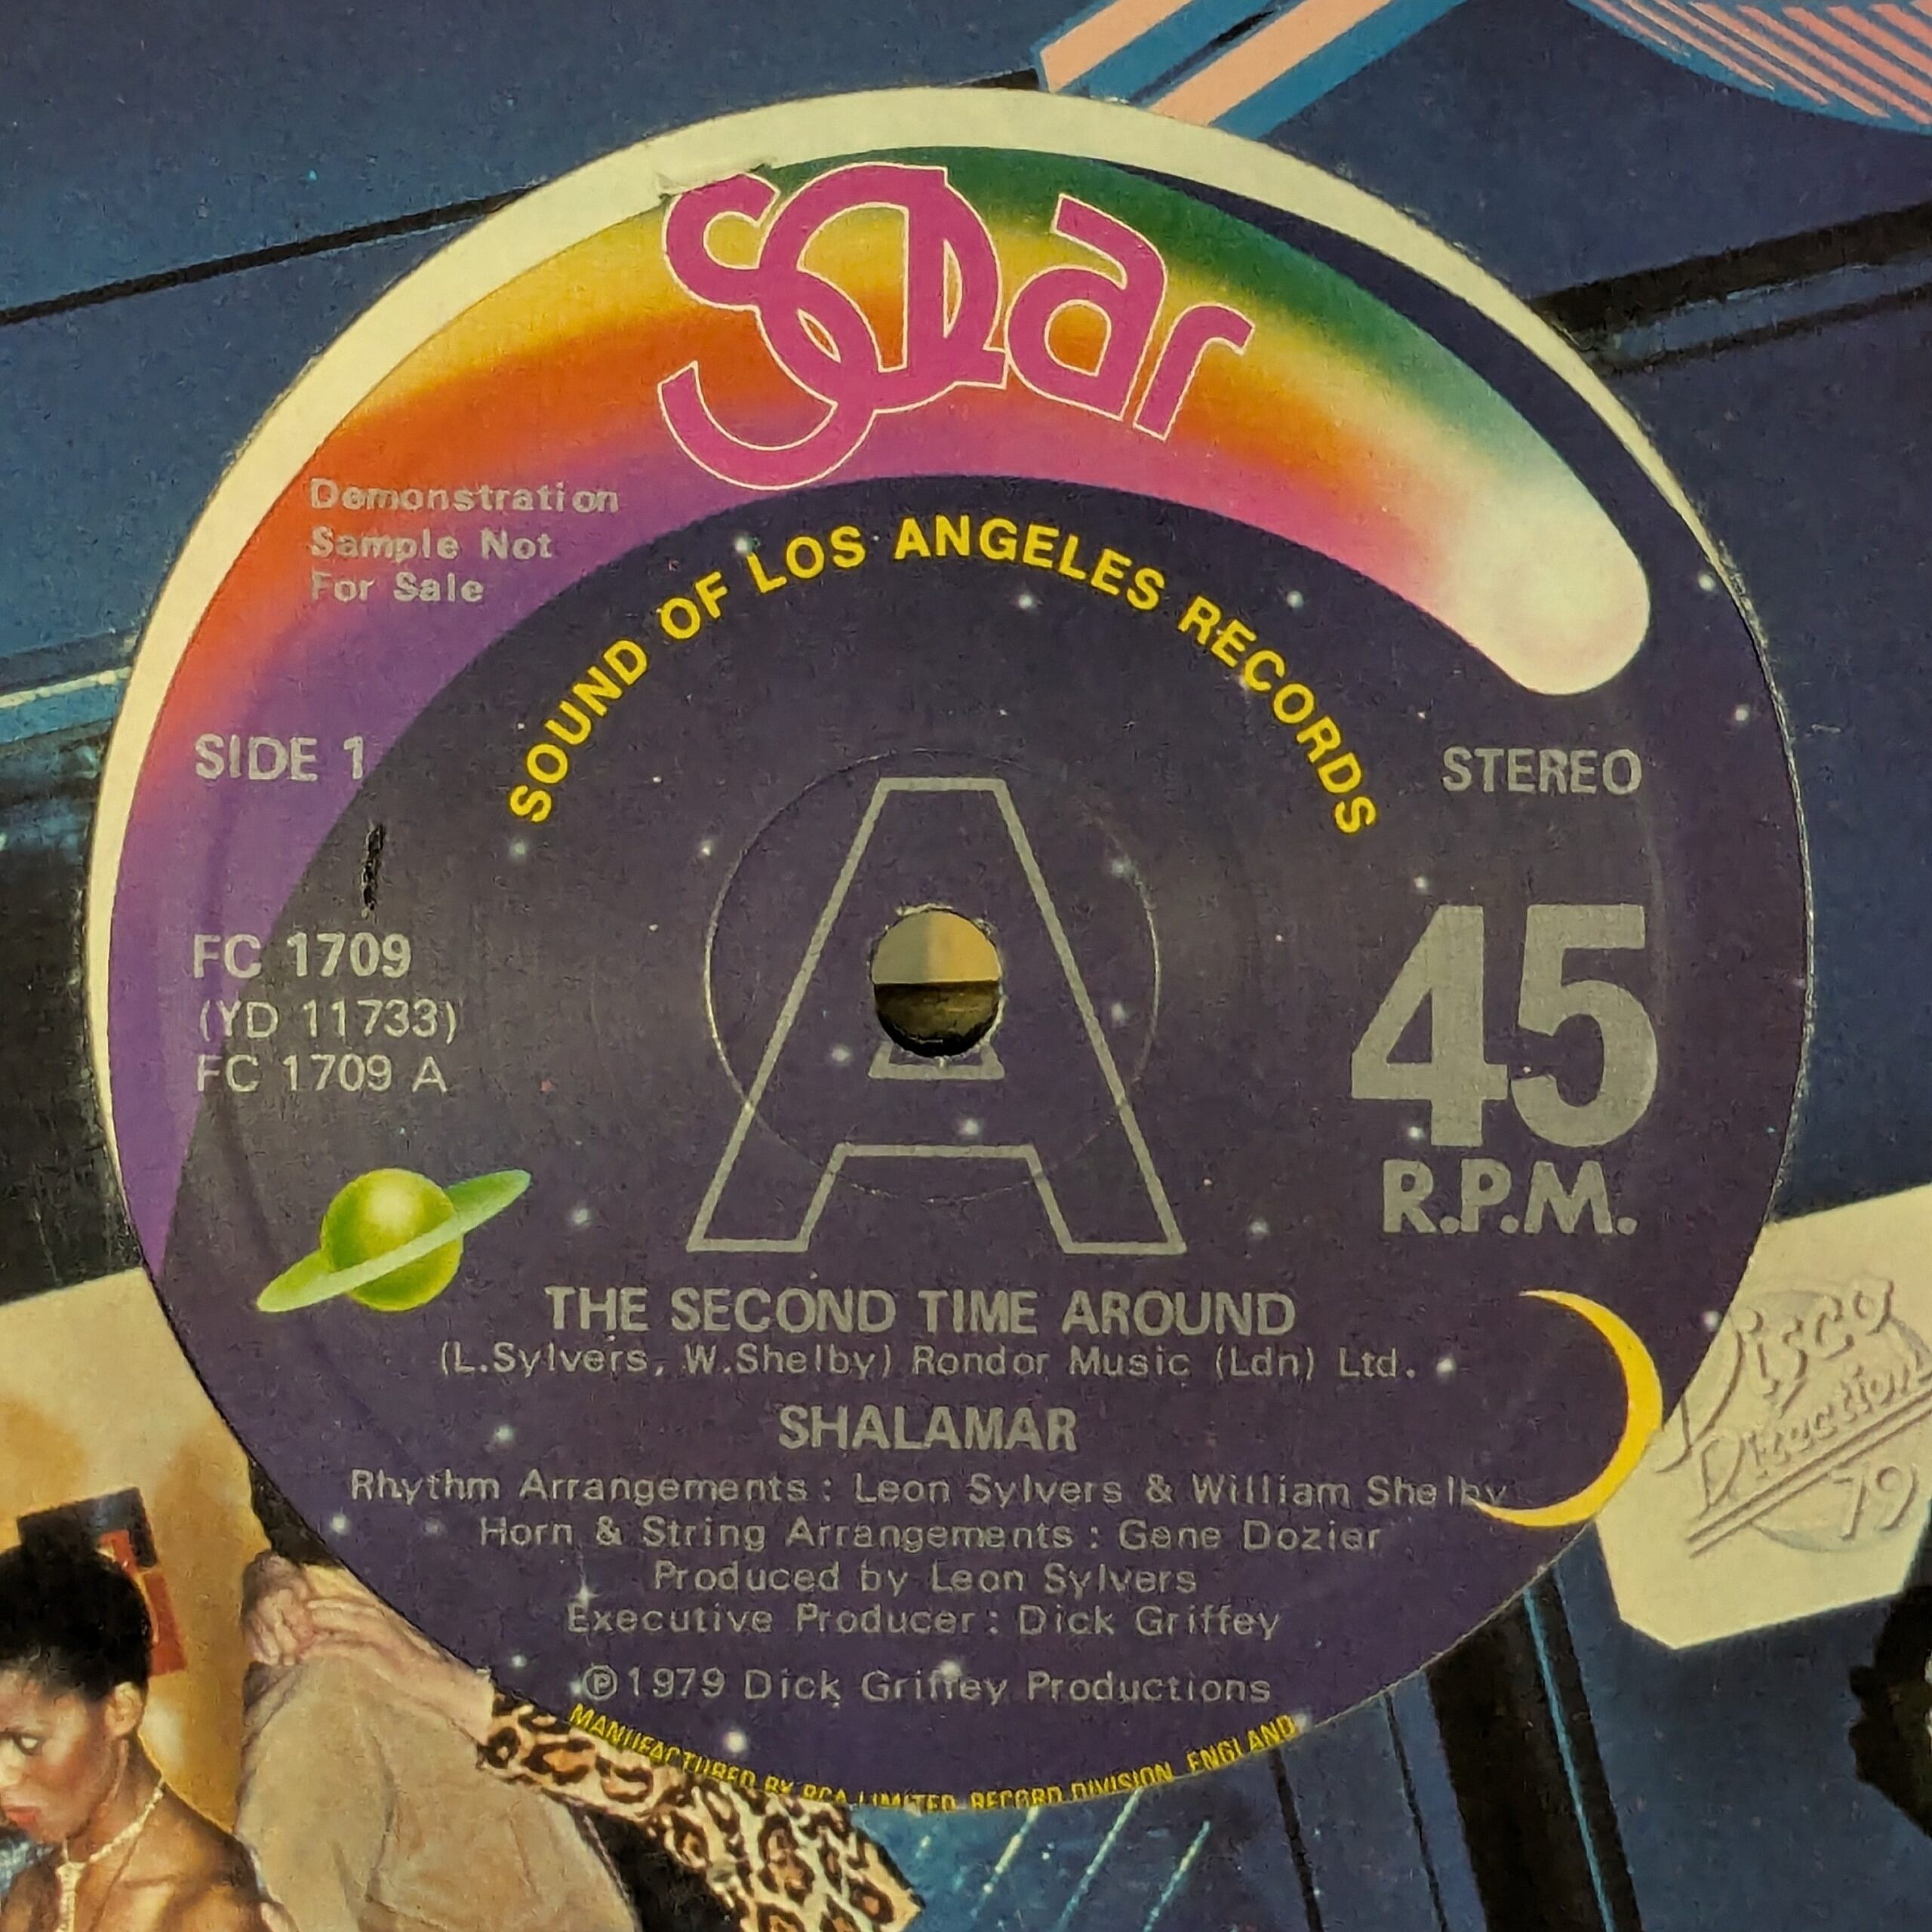 Solar
Demonstration
Sample Not
For Sale
SOUND OF LOS ANGELES RECORDS
SIDE 1
STEREO
A
FC 1709
(YD 11733)
FC 1709 A
45
R.P.M.
THE SECOND TIME AROUND
(L.Sylvers, W.Shelby) Rondor Music (Ldn) Ltd.
SHALAMAR
Rhythm Arrangements : Leon Sylvers & William Shelby
Horn & String Arrangements : Gene Dozier
Produced by Leon Sylvers
Executive Producer : Dick Griffey
Ⓟ1979 Dick Griffey Productions
MANUFACTURED BY RCA LIMITED RECORD DIVISION, ENGLAND
Disco
Direction
79